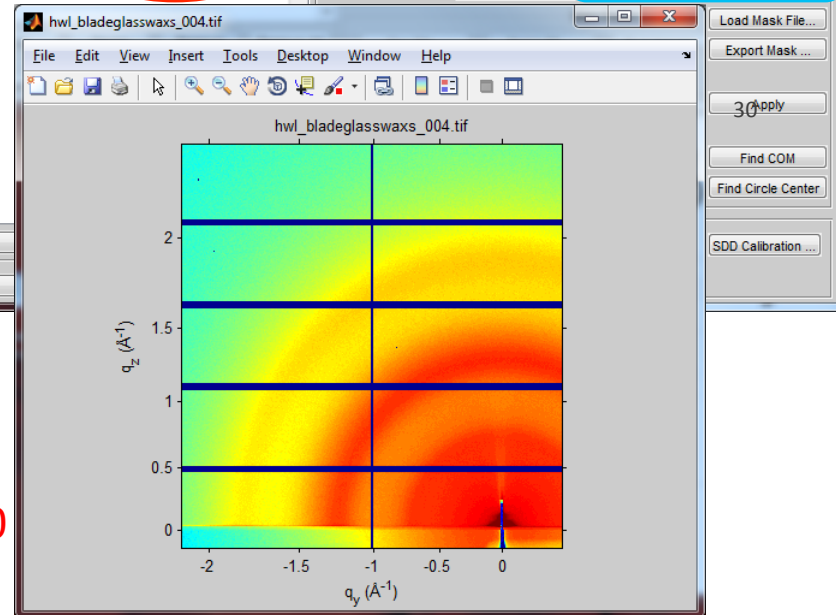 hwl_bladeglasswaxs_004.tif
File Edit View Insert Tools Desktop Window Help
hwl_bladeglasswaxs_004.tif
2
1.5
1
0.5
0
qz (Å-1)
-2 -1.5 -1 -0.5 0
qy (Å-1)
Load Mask File...
Export Mask ...
30
Apply
Find COM
Find Circle Center
SDD Calibration ...